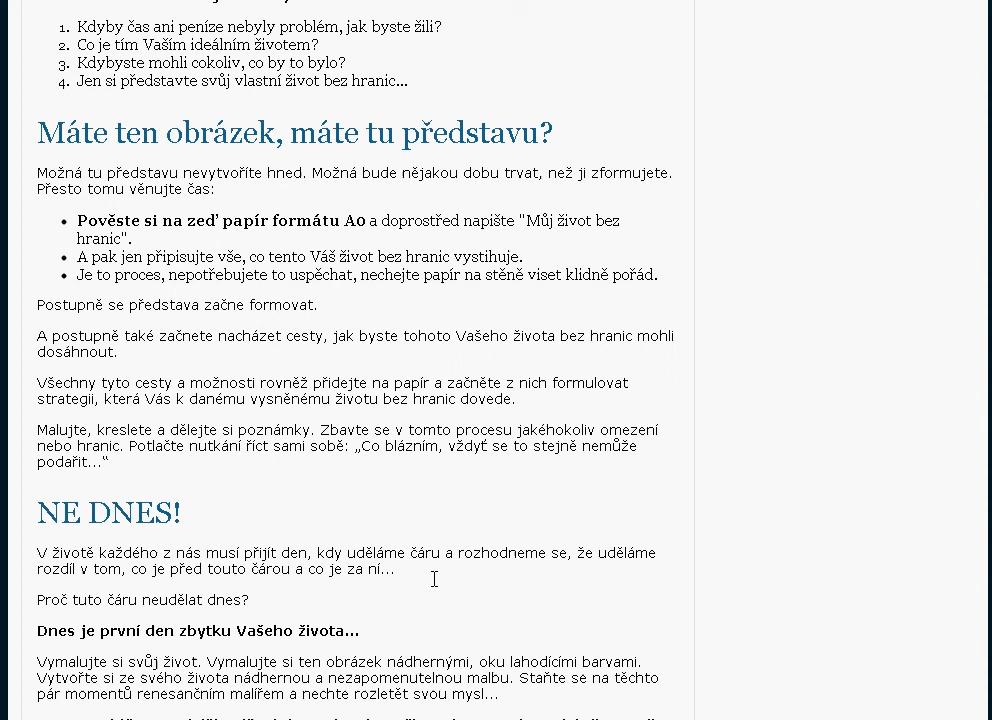 1. Kdyby čas ani peníze nebyly problém, jak byste žili?
2. Co je tím Vaším ideálním životem?
3. Kdybyste mohli cokoliv, co by to bylo?
4. Jen si představte svůj vlastní život bez hranic...
Máte ten obrázek, máte tu představu?
Možná tu představu nevytvoříte hned. Možná bude nějakou dobu trvat, než ji zformujete.
Přesto tomu věnujte čas:
• Pověste si na zeď papír formátu A0 a doprostřed napište "Můj život bez
hranic".
• A pak jen připisujte vše, co tento Váš život bez hranic vystihuje.
• Je to proces, nepotřebujete to uspěchat, nechejte papír na stěně viset klidně pořád.
Postupně se představa začne formovat.
A postupně také začnete nacházet cesty, jak byste tohoto Vašeho života bez hranic mohli
dosáhnout.
Všechny tyto cesty a možnosti rovněž přidejte na papír a začněte z nich formulovat
strategii, která Vás k danému vysněnému životu bez hranic dovede.
Malujte, kreslete a dělejte si poznámky. Zbavte se v tomto procesu jakéhokoliv omezení
nebo hranic. Potlačte nutkání říct sami sobě: „Co blázním, vždyť se to stejně nemůže
podařit...“
NE DNES!
V životě každého z nás musí přijít den, kdy uděláme čáru a rozhodneme se, že uděláme
rozdíl v tom, co je před touto čárou a co je za ní...
Proč tuto čáru neudělat dnes?
Dnes je první den zbytku Vašeho života...
Vymalujte si svůj život. Vymalujte si ten obrázek nádhernými, oku lahodícími barvami.
Vytvořte si ze svého života nádhernou a nezapomenutelnou malbu. Staňte se na těchto
pár momentů renesančním malířem a nechte rozletět svou mysl...